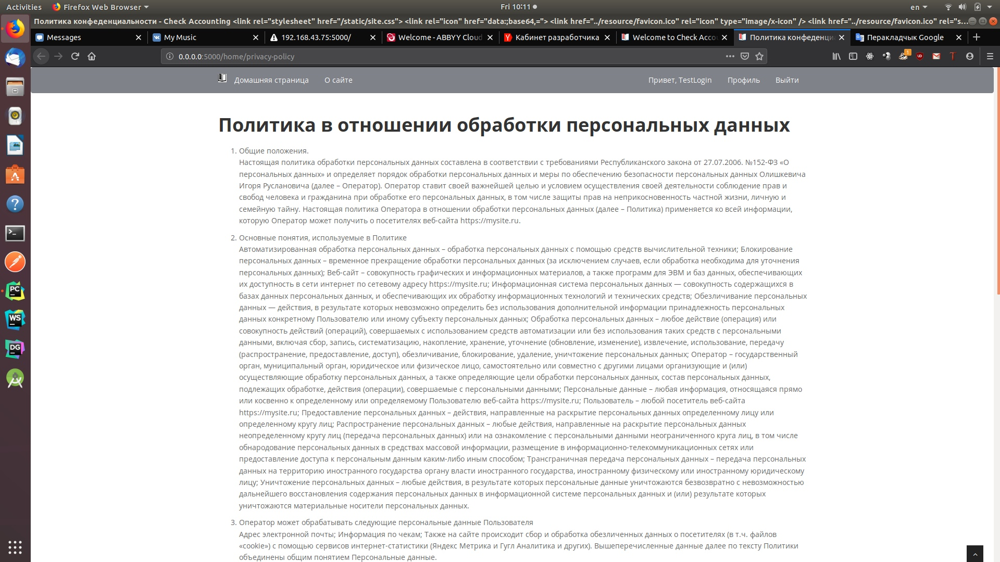 Activities
Firefox Web Browser
Fri 10:11
en
Политика конфеденциальности - Check Accounting <link rel="stylesheet" href="/static/site.css"> <link rel="icon" href="data:;base64,="> <link href="../resource/favicon.ico" rel="icon" type="image/x-icon" /> <link href="../resource/favicon.ico" rel="s...
Messages
My Music
192.168.43.75:5000/
Welcome - ABBYY Cloud
Кабинет разработчика
Welcome to Check Accou
Политика конфеденциа
Перакладчык Google
0.0.0.0:5000/home/privacy-policy
1
Домашняя страница
О сайте
Привет, TestLogin
Профиль
Выйти
Политика в отношении обработки персональных данных
1. Общие положения.
Настоящая политика обработки персональных данных составлена в соответствии с требованиями Республиканского закона от 27.07.2006. №152-ФЗ «О
персональных данных» и определяет порядок обработки персональных данных и меры по обеспечению безопасности персональных данных Олишкевича
Игоря Руслановича (далее – Оператор). Оператор ставит своей важнейшей целью и условием осуществления своей деятельности соблюдение прав и
свобод человека и гражданина при обработке его персональных данных, в том числе защиты прав на неприкосновенность частной жизни, личную и
семейную тайну. Настоящая политика Оператора в отношении обработки персональных данных (далее – Политика) применяется ко всей информации,
которую Оператор может получить о посетителях веб-сайта https://mysite.ru.
2. Основные понятия, используемые в Политике
Автоматизированная обработка персональных данных – обработка персональных данных с помощью средств вычислительной техники; Блокирование
персональных данных – временное прекращение обработки персональных данных (за исключением случаев, если обработка необходима для уточнения
персональных данных); Веб-сайт – совокупность графических и информационных материалов, а также программ для ЭВМ и баз данных, обеспечивающих
их доступность в сети интернет по сетевому адресу https://mysite.ru; Информационная система персональных данных — совокупность содержащихся в
базах данных персональных данных, и обеспечивающих их обработку информационных технологий и технических средств; Обезличивание персональных
данных — действия, в результате которых невозможно определить без использования дополнительной информации принадлежность персональных
данных конкретному Пользователю или иному субъекту персональных данных; Обработка персональных данных – любое действие (операция) или
совокупность действий (операций), совершаемых с использованием средств автоматизации или без использования таких средств с персональными
данными, включая сбор, запись, систематизацию, накопление, хранение, уточнение (обновление, изменение), извлечение, использование, передачу
(распространение, предоставление, доступ), обезличивание, блокирование, удаление, уничтожение персональных данных; Оператор – государственный
орган, муниципальный орган, юридическое или физическое лицо, самостоятельно или совместно с другими лицами организующие и (или)
осуществляющие обработку персональных данных, а также определяющие цели обработки персональных данных, состав персональных данных,
подлежащих обработке, действия (операции), совершаемые с персональными данными; Персональные данные – любая информация, относящаяся прямо
или косвенно к определенному или определяемому Пользователю веб-сайта https://mysite.ru; Пользователь – любой посетитель веб-сайта
https://mysite.ru; Предоставление персональных данных – действия, направленные на раскрытие персональных данных определенному лицу или
определенному кругу лиц; Распространение персональных данных – любые действия, направленные на раскрытие персональных данных
неопределенному кругу лиц (передача персональных данных) или на ознакомление с персональными данными неограниченного круга лиц, в том числе
обнародование персональных данных в средствах массовой информации, размещение в информационно-телекоммуникационных сетях или
предоставление доступа к персональным данным каким-либо иным способом; Трансграничная передача персональных данных – передача персональных
данных на территорию иностранного государства органу власти иностранного государства, иностранному физическому или иностранному юридическому
лицу; Уничтожение персональных данных – любые действия, в результате которых персональные данные уничтожаются безвозвратно с невозможностью
дальнейшего восстановления содержания персональных данных в информационной системе персональных данных и (или) результате которых
уничтожаются материальные носители персональных данных.
3. Оператор может обрабатывать следующие персональные данные Пользователя
Адрес электронной почты; Информация по чекам; Также на сайте происходит сбор и обработка обезличенных данных о посетителях (в т.ч. файлов
«cookie») с помощью сервисов интернет-статистики (Яндекс Метрика и Гугл Аналитика и других). Вышеперечисленные данные далее по тексту Политики
объединены общим понятием Персональные данные.
PC
WS
DG